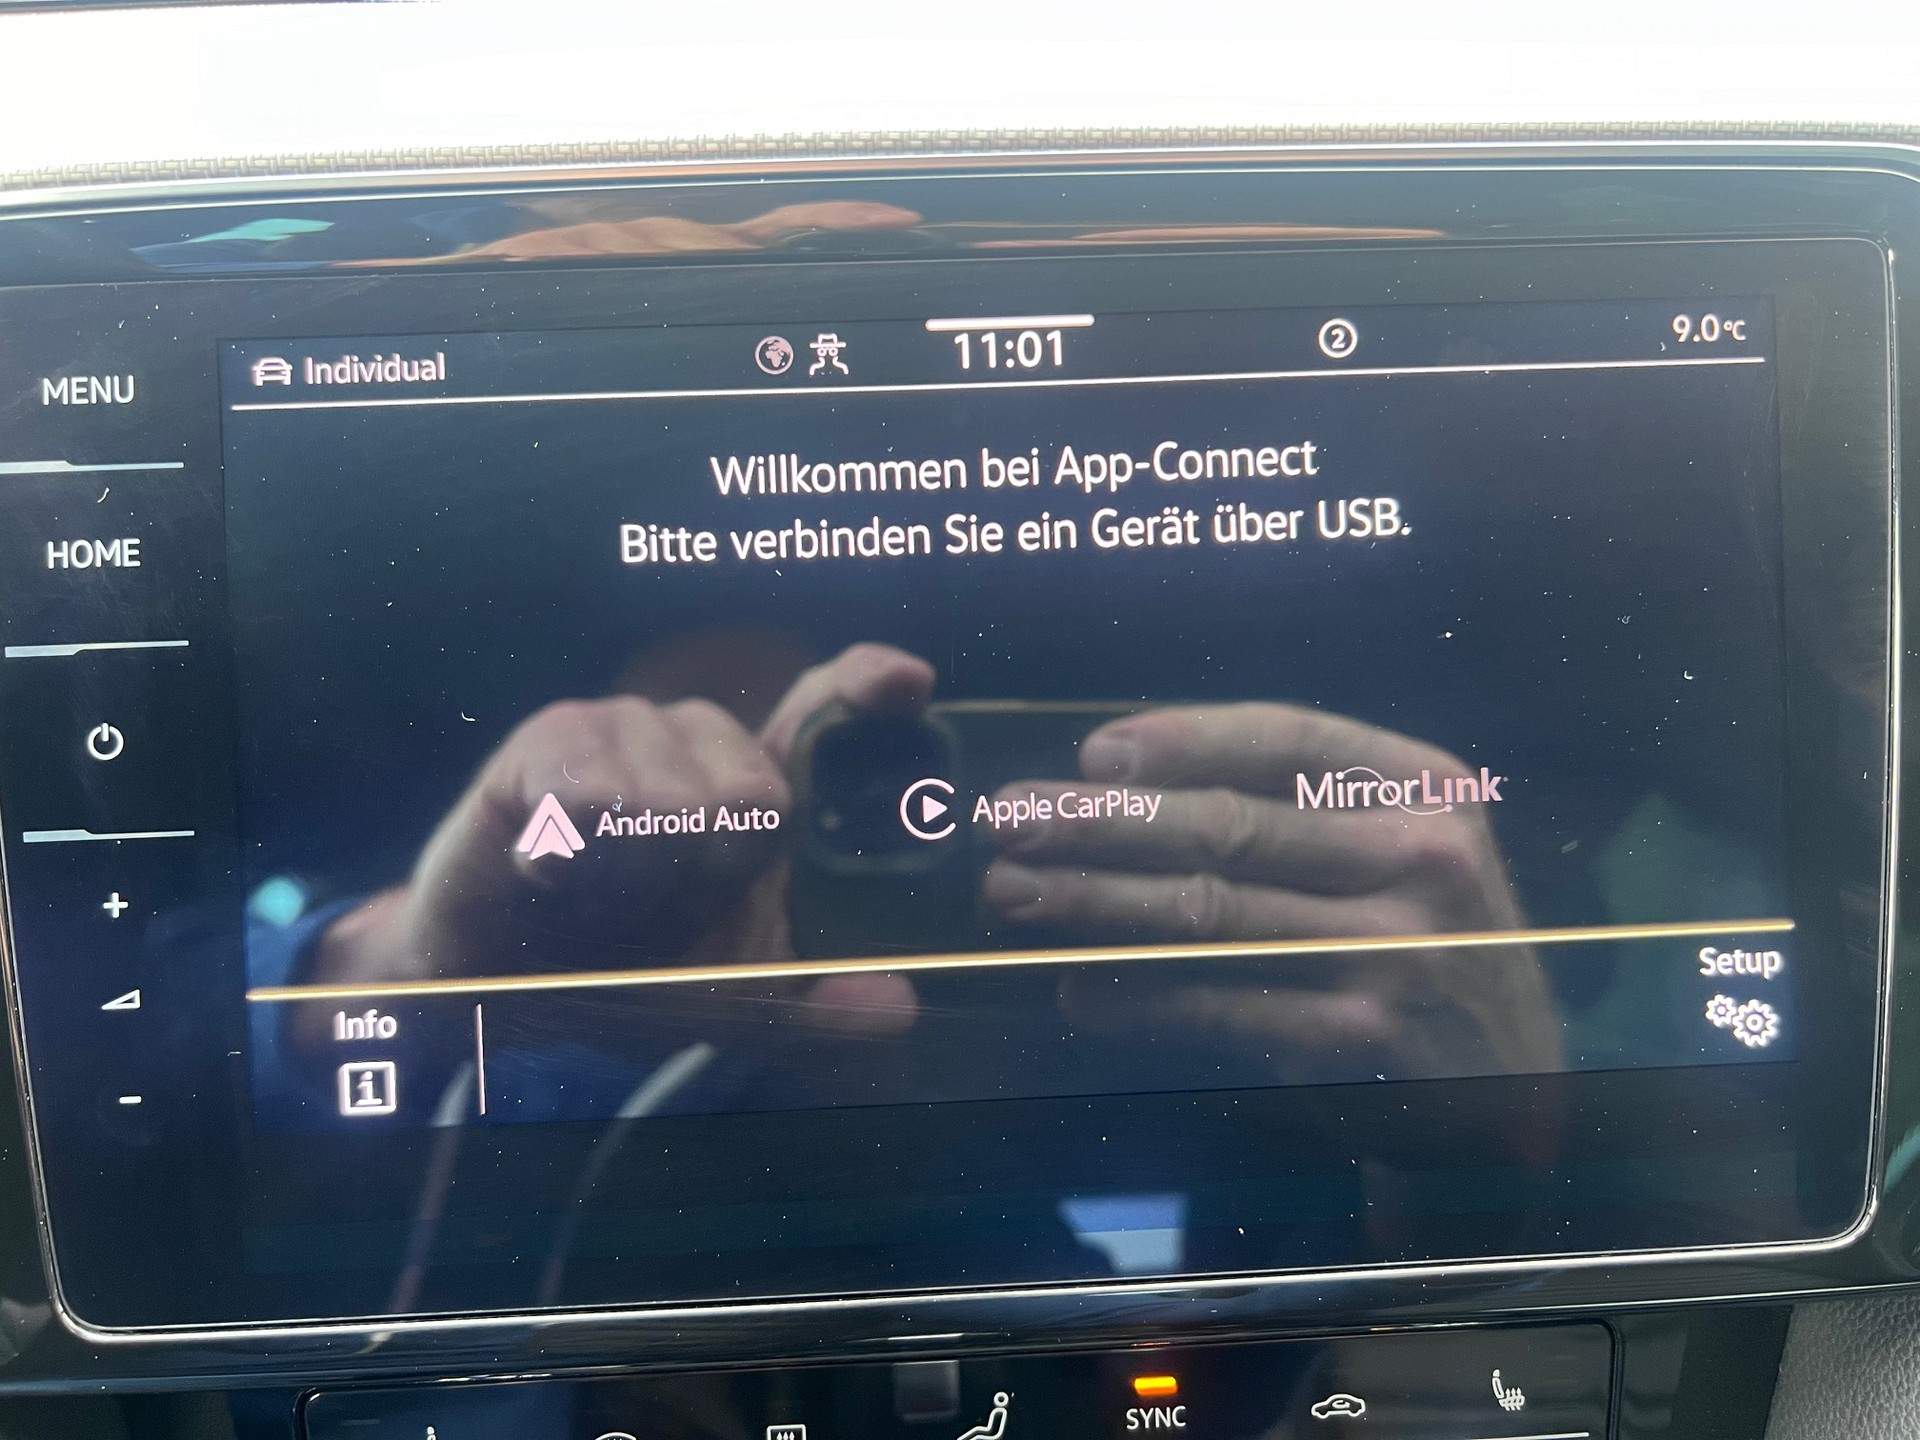 MENU
HOME
Individual
11:01
2
9.0°C
Willkommen bei App-Connect
Bitte verbinden Sie ein Gerät über USB.
Android Auto
Apple CarPlay
MirrorLink
Info
i
Setup
+
-
SYNC